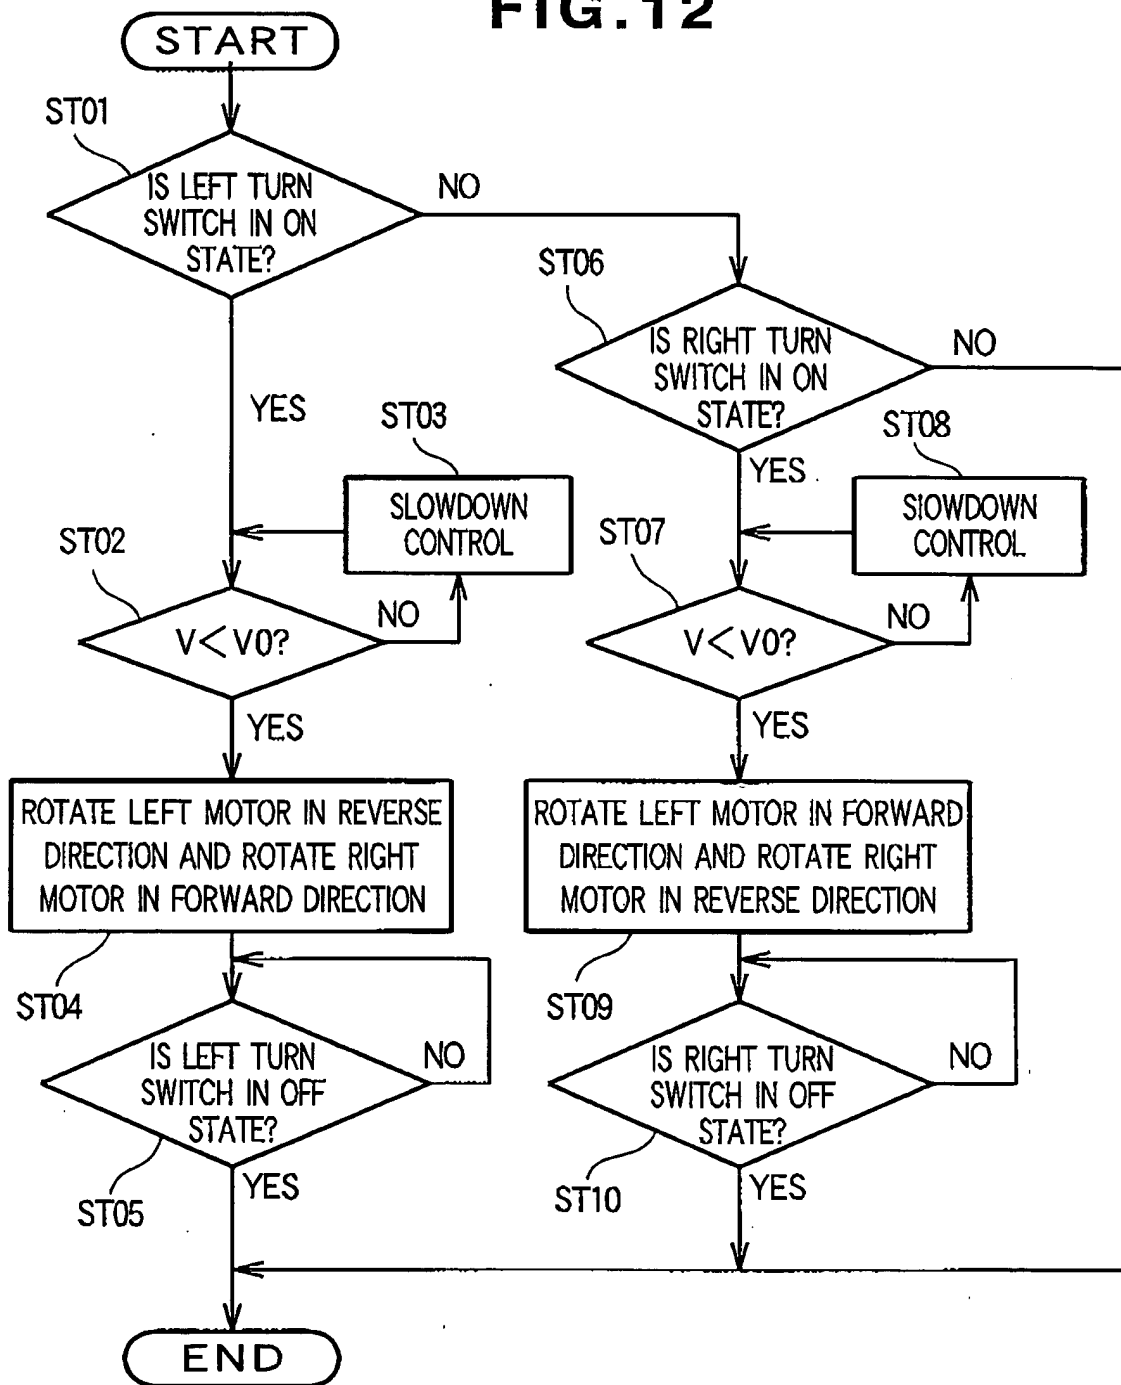 FIG.12
START
ST01
IS LEFT TURN
SWITCH IN ON
STATE?
NO
YES
ST06
IS RIGHT TURN
SWITCH IN ON
STATE?
NO
YES
ST03
SLOWDOWN
CONTROL
ST08
SIOWDOWN
CONTROL
ST02
V<V0?
NO
YES
ST07
V<V0?
NO
YES
ROTATE LEFT MOTOR IN REVERSE
DIRECTION AND ROTATE RIGHT
MOTOR IN FORWARD DIRECTION
ST04
ROTATE LEFT MOTOR IN FORWARD
DIRECTION AND ROTATE RIGHT
MOTOR IN REVERSE DIRECTION
ST09
IS LEFT TURN
SWITCH IN OFF
STATE?
NO
YES
ST05
IS RIGHT TURN
SWITCH IN OFF
STATE?
NO
YES
ST10
END